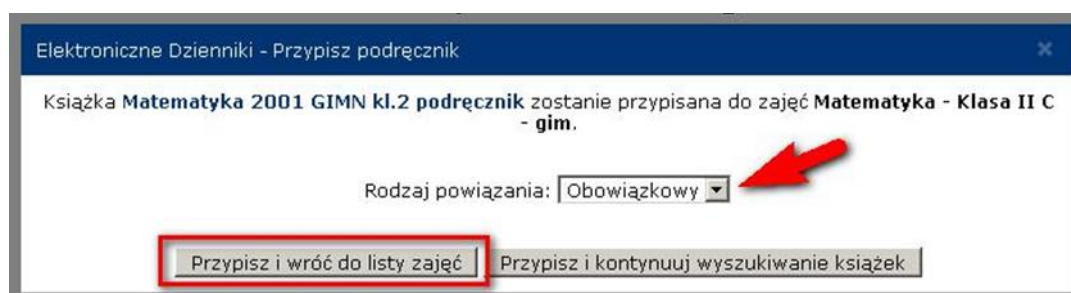 Elektroniczne Dzienniki - Przypisz podręcznik
Książka Matematyka 2001 GIMN kl.2 podręcznik zostanie przypisana do zajęć Matematyka - Klasa II C
- gim.
Rodzaj powiązania: Obowiązkowy
Przypisz i wróć do listy zajęć Przypisz i kontynuuj wyszukiwanie książek